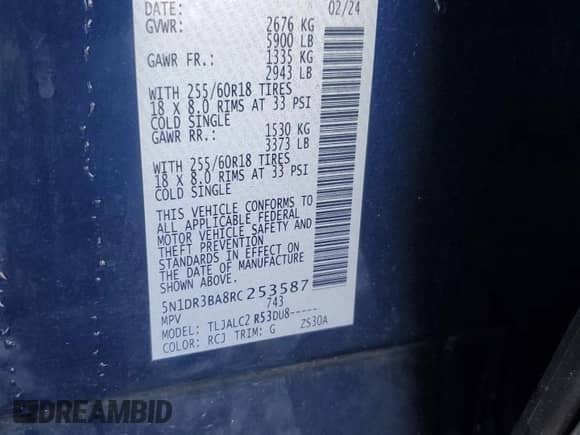 DATE: 02/24
GVWR: 2676 KG
5900 LB
GAWR FR.: 1335 KG
2943 LB
WITH 255/60R18 TIRES
18 X 8.0 RIMS AT 33 PSI
COLD SINGLE
GAWR RR.: 1530 KG
3373 LB
WITH 255/60R18 TIRES
18 X 8.0 RIMS AT 33 PSI
COLD SINGLE
THIS VEHICLE CONFORMS TO
ALL APPLICABLE FEDERAL
MOTOR VEHICLE SAFETY AND
THEFT PREVENTION
STANDARDS IN EFFECT ON
THE DATE OF MANUFACTURE
SHOWN ABOVE.
5N1DR3BA8RC253587
MPV 743
MODEL: TLJALC2 R53DU8-----
COLOR: RCJ TRIM: G ZS30A
DREAMBID